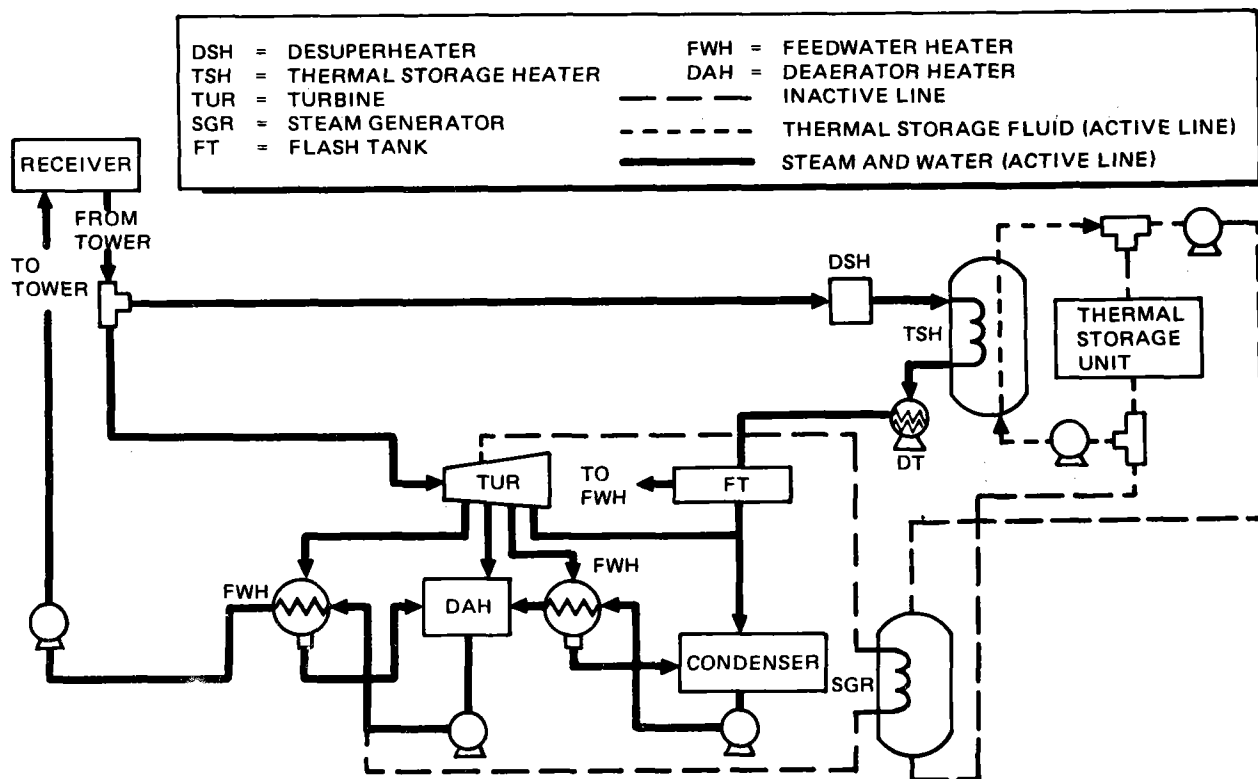 DSH = DESUPERHEATER
TSH = THERMAL STORAGE HEATER
TUR = TURBINE
SGR = STEAM GENERATOR
FT = FLASH TANK
FWH = FEEDWATER HEATER
DAH = DEAERATOR HEATER
INACTIVE LINE
THERMAL STORAGE FLUID (ACTIVE LINE)
STEAM AND WATER (ACTIVE LINE)
RECEIVER
FROM
TOWER
TO
TOWER
DSH
TSH
THERMAL
STORAGE
UNIT
DT
TUR
TO
FWH
FT
FWH
FWH
DAH
CONDENSER
SGR